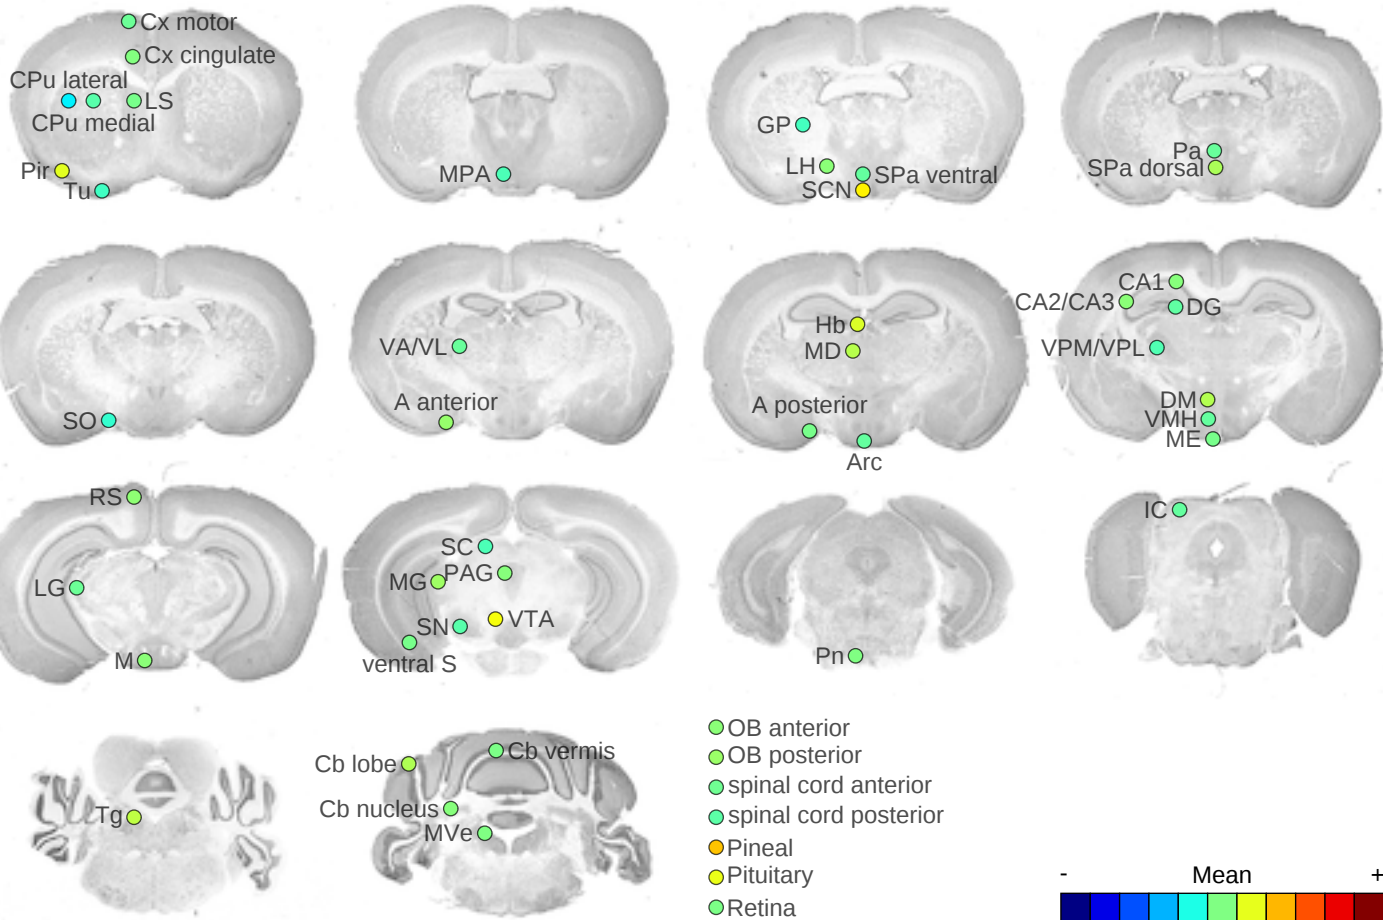 Cx motor
Cx cingulate
CPu lateral
LS
CPu medial
Pir
Tu
MPA
GP
LH
SPa ventral
SCN
Pa
SPa dorsal
SO
VA/VL
A anterior
Hb
MD
A posterior
Arc
CA1
CA2/CA3
DG
VPM/VPL
DM
VMH
ME
RS
LG
M
SC
MG
PAG
SN
VTA
ventral S
Pn
IC
Tg
Cb lobe
Cb vermis
Cb nucleus
MVe
OB anterior
OB posterior
spinal cord anterior
spinal cord posterior
Pineal
Pituitary
Retina
- Mean +